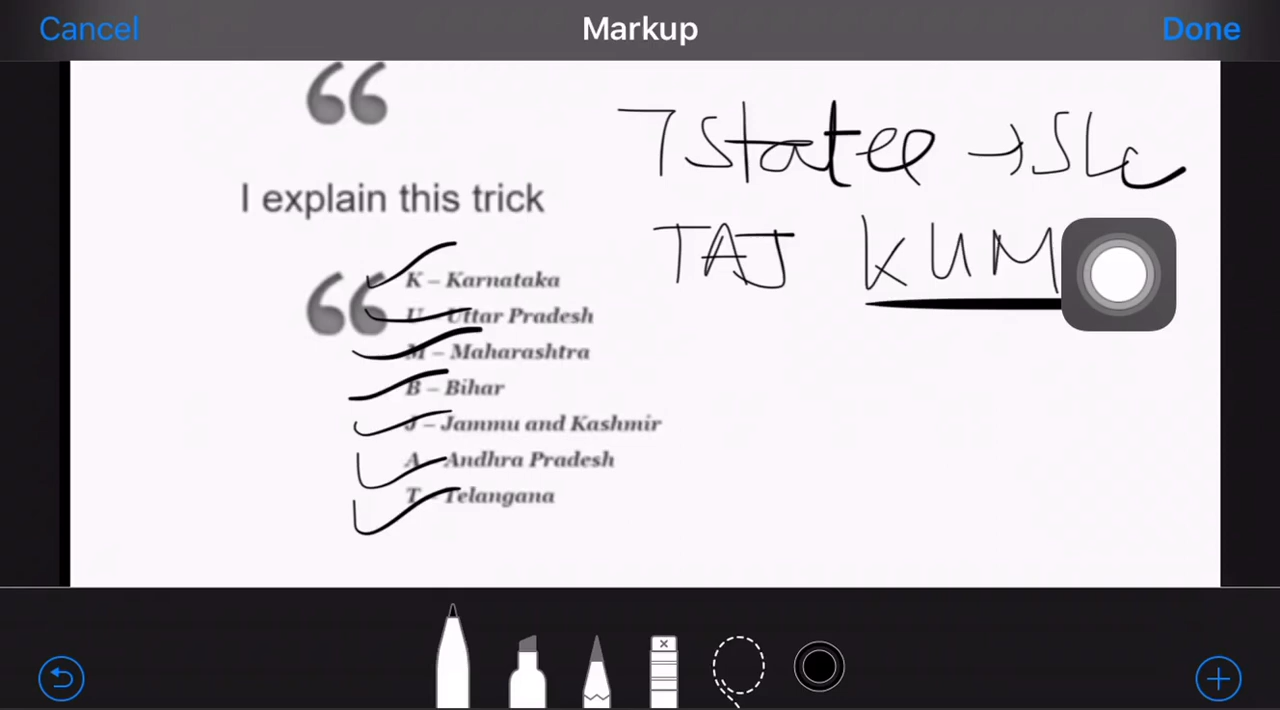 Cancel Markup Done
❝
I explain this trick
❝
K – Karnataka
U – Uttar Pradesh
M – Maharashtra
B – Bihar
J – Jammu and Kashmir
A – Andhra Pradesh
T – Telangana
7 States → SLC
TAJ KUM